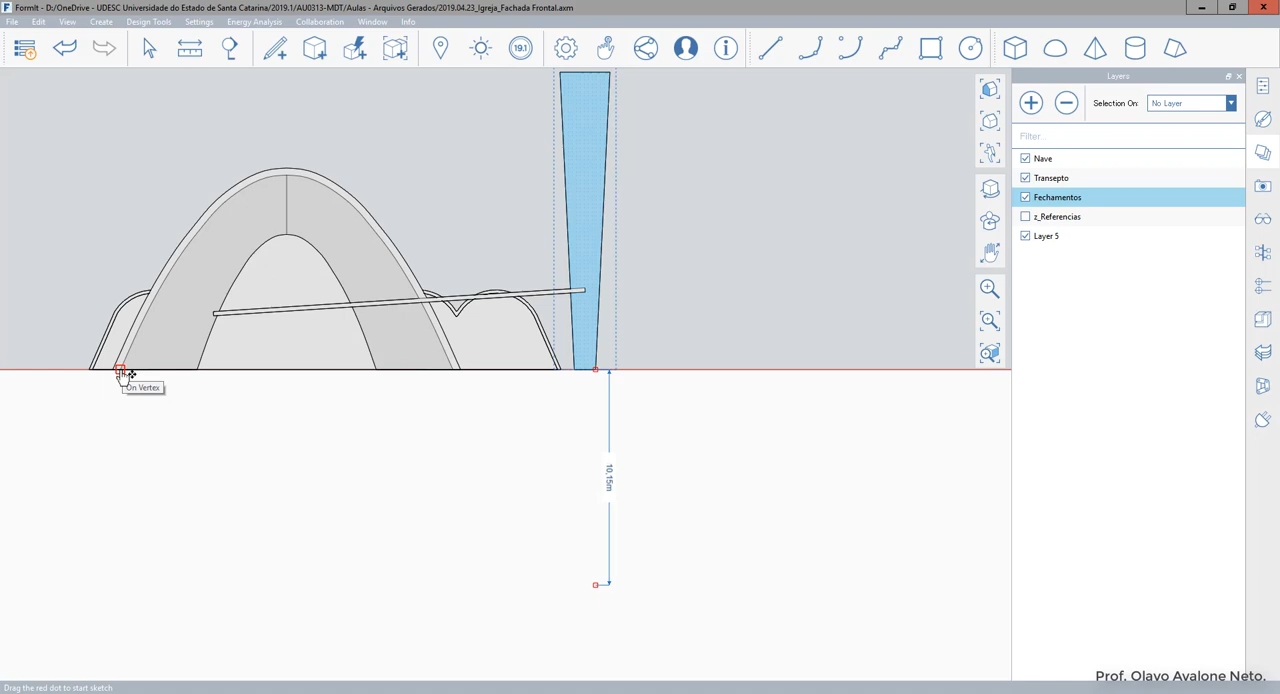 FormIt - D:/OneDrive - UDESC Universidade do Estado de Santa Catarina/2019.1/AU0313-MDT/Aulas - Arquivos Gerados/2019.04.23_Igreja_Fachada Frontal.axm
File Edit View Create Design Tools Settings Energy Analysis Collaboration Window Info
19.1
Layers
Selection On: No Layer
Filter...
Nave
Transepto
Fechamentos
z_Referencias
Layer 5
On Vertex
10,15m
Prof. Olavo Avalone Neto.
Drag the red dot to start sketch